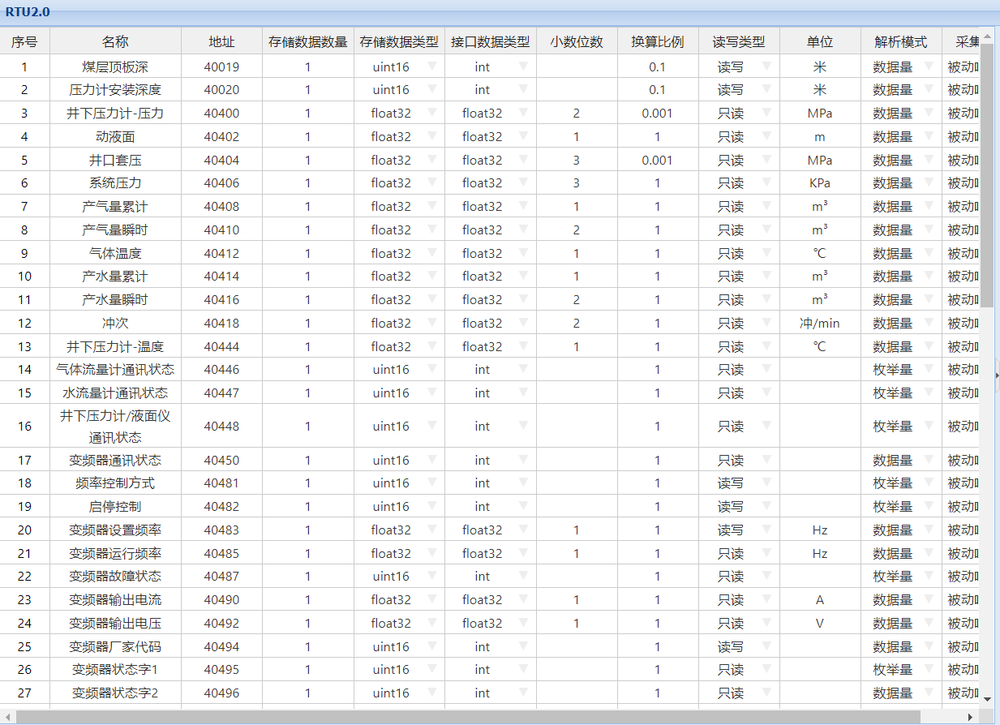 RTU2.0
序号 名称 地址 存储数据数量 存储数据类型 接口数据类型 小数位数 换算比例 读写类型 单位 解析模式 采集
1 煤层顶板深 40019 1 uint16 int 0.1 读写 米 数据量 被动
2 压力计安装深度 40020 1 uint16 int 0.1 读写 米 数据量 被动
3 井下压力计-压力 40400 1 float32 float32 2 0.001 只读 MPa 数据量 被动
4 动液面 40402 1 float32 float32 1 1 只读 m 数据量 被动
5 井口套压 40404 1 float32 float32 3 0.001 只读 MPa 数据量 被动
6 系统压力 40406 1 float32 float32 3 1 只读 KPa 数据量 被动
7 产气量累计 40408 1 float32 float32 1 1 只读 m³ 数据量 被动
8 产气量瞬时 40410 1 float32 float32 2 1 只读 m³ 数据量 被动
9 气体温度 40412 1 float32 float32 1 1 只读 ℃ 数据量 被动
10 产水量累计 40414 1 float32 float32 1 1 只读 m³ 数据量 被动
11 产水量瞬时 40416 1 float32 float32 2 1 只读 m³ 数据量 被动
12 冲次 40418 1 float32 float32 2 1 只读 冲/min 数据量 被动
13 井下压力计-温度 40444 1 float32 float32 1 1 只读 ℃ 数据量 被动
14 气体流量计通讯状态 40446 1 uint16 int 1 只读 枚举量 被动
15 水流量计通讯状态 40447 1 uint16 int 1 只读 枚举量 被动
16 井下压力计/液面仪
通讯状态 40448 1 uint16 int 1 只读 枚举量 被动
17 变频器通讯状态 40450 1 uint16 int 1 只读 数据量 被动
18 频率控制方式 40481 1 uint16 int 1 读写 枚举量 被动
19 启停控制 40482 1 uint16 int 1 读写 枚举量 被动
20 变频器设置频率 40483 1 float32 float32 1 1 读写 Hz 数据量 被动
21 变频器运行频率 40485 1 float32 float32 1 1 只读 Hz 数据量 被动
22 变频器故障状态 40487 1 uint16 int 1 只读 枚举量 被动
23 变频器输出电流 40490 1 float32 float32 1 1 只读 A 数据量 被动
24 变频器输出电压 40492 1 float32 float32 1 1 只读 V 数据量 被动
25 变频器厂家代码 40494 1 uint16 int 1 读写 数据量 被动
26 变频器状态字1 40495 1 uint16 int 1 只读 枚举量 被动
27 变频器状态字2 40496 1 uint16 int 1 只读 数据量 被动